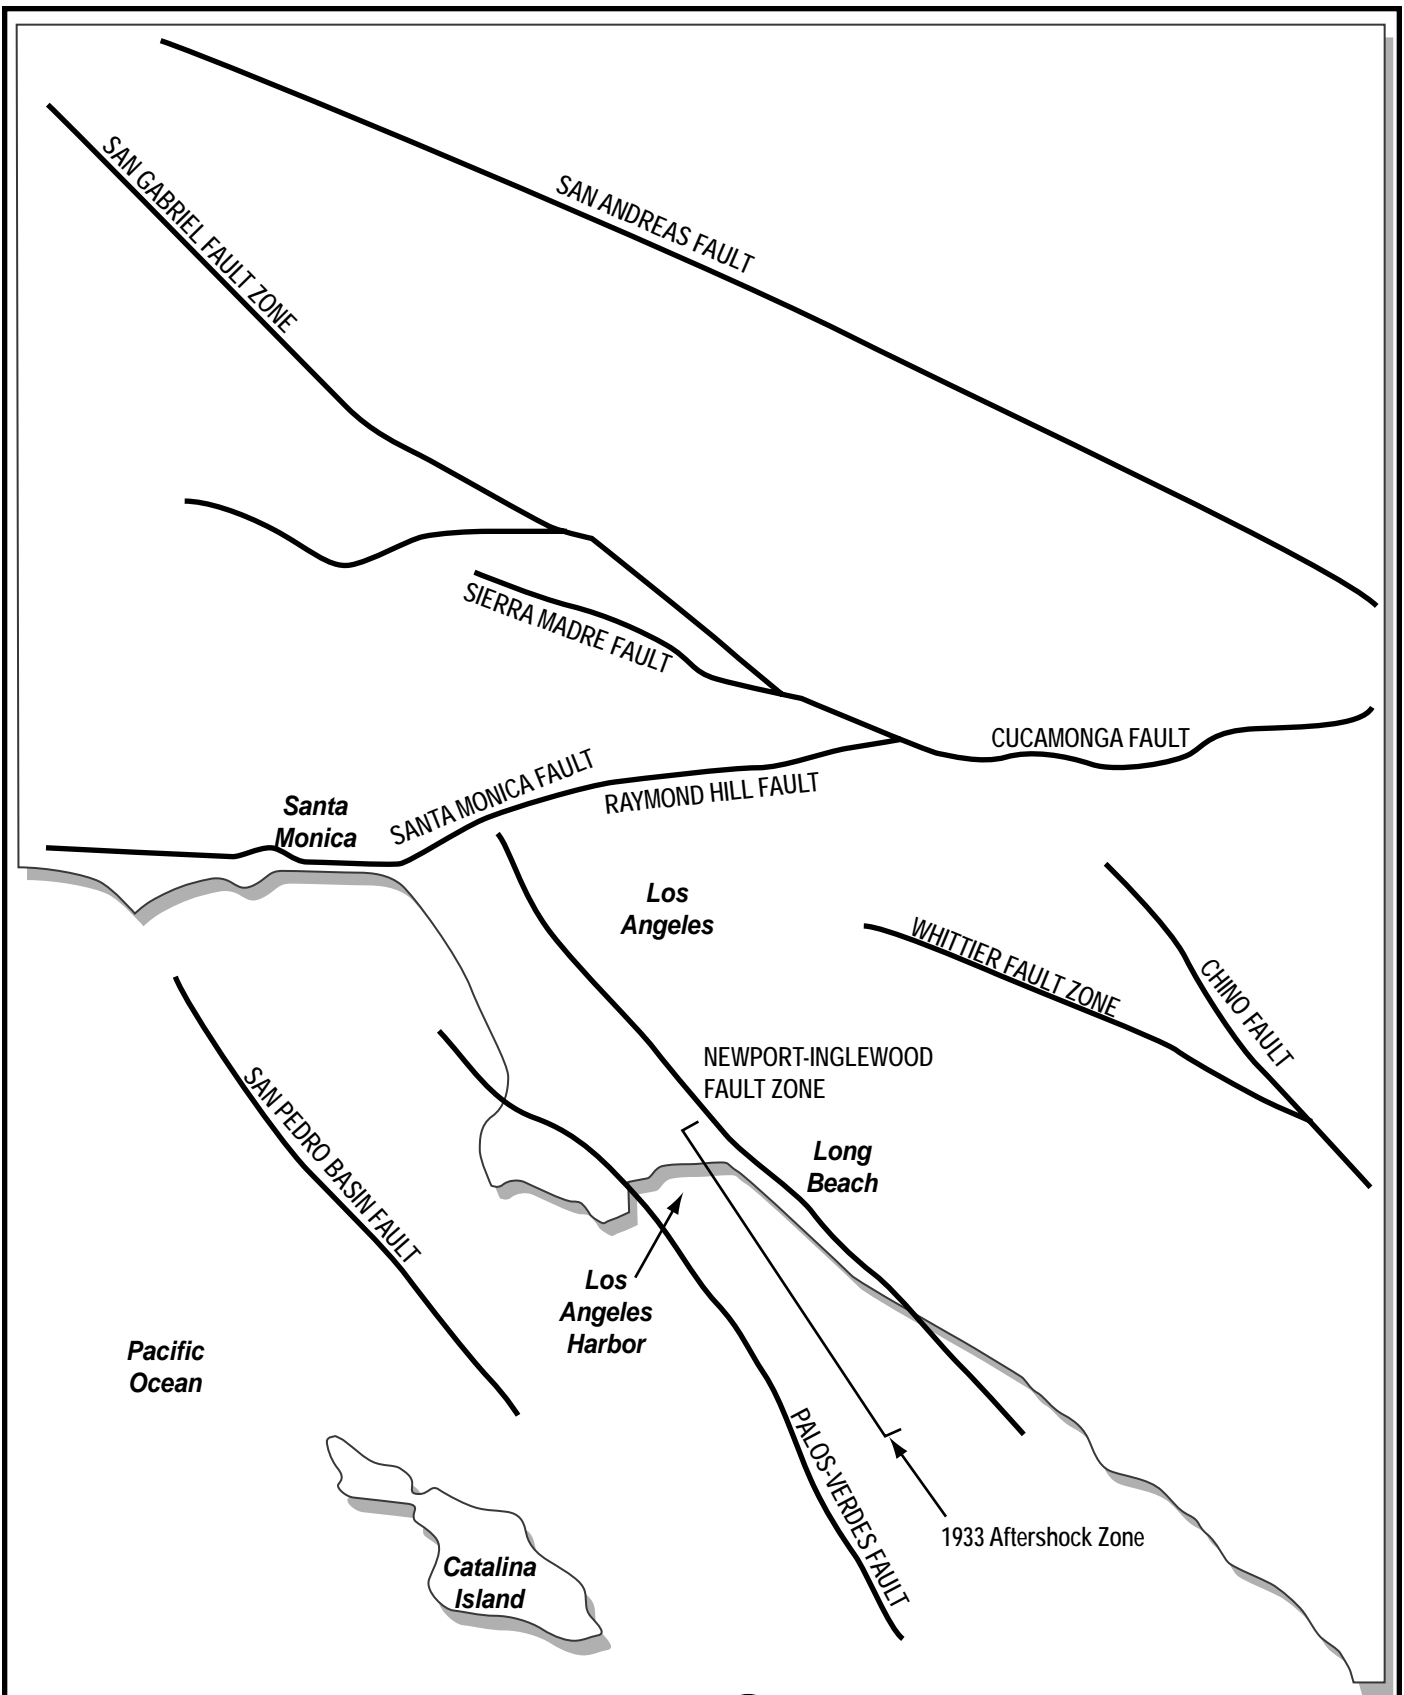 SAN GABRIEL FAULT ZONE
SAN ANDREAS FAULT
SIERRA MADRE FAULT
CUCAMONGA FAULT
SANTA MONICA FAULT
RAYMOND HILL FAULT
Santa
Monica
Los
Angeles
WHITTIER FAULT ZONE
CHINO FAULT
NEWPORT-INGLEWOOD
FAULT ZONE
SAN PEDRO BASIN FAULT
Long
Beach
Los
Angeles
Harbor
Pacific
Ocean
PALOS-VERDES FAULT
1933 Aftershock Zone
Catalina
Island